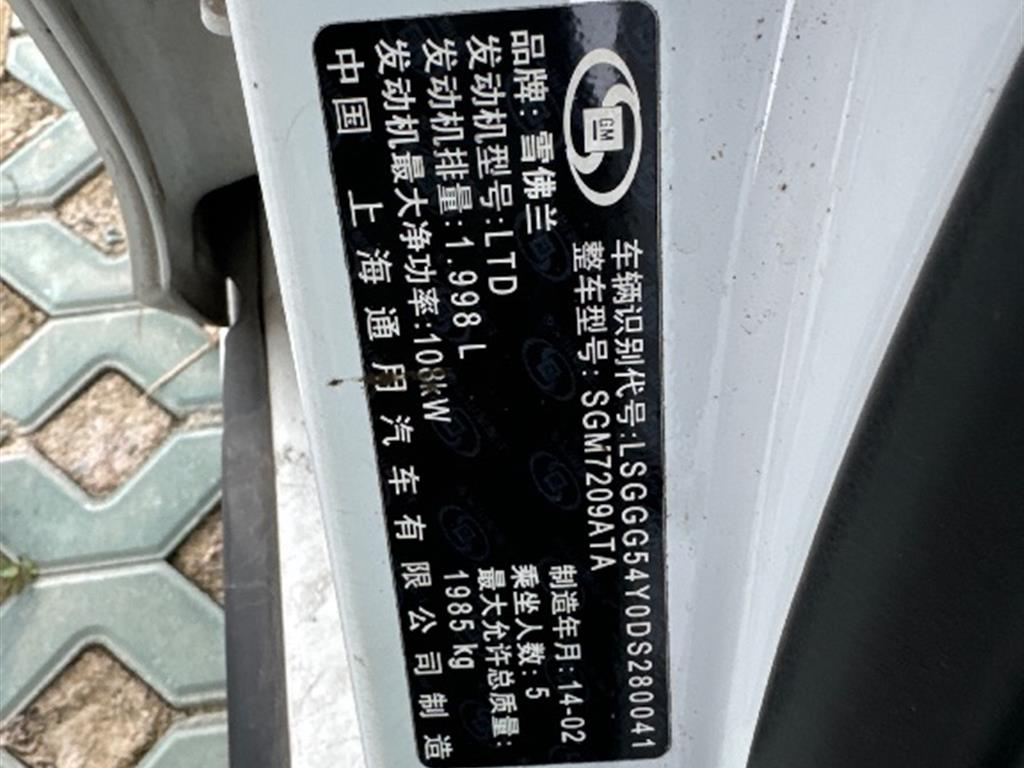 GM
车辆识别代号:LSGGG54Y0DS280041
整车型号:SGM7209ATA
品牌:雪佛兰
制造年月:14-02
发动机型号:LTD
乘坐人数:5
发动机排量:1.998 L
最大允许总质量:
发动机最大净功率:108kW
1985 kg
中国 上海通用汽车有限公司制造